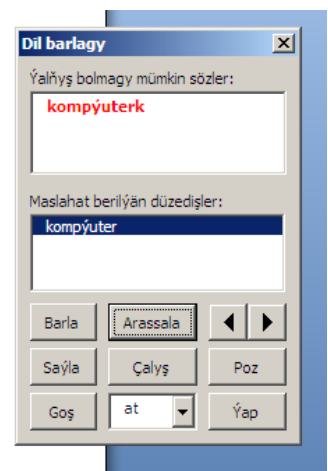 Dil barlagy
Ýalňyş bolmagy mümkin sözler:
kompýuterk
Maslahat berilýän düzedişler:
kompýuter
Barla Arassala
Saýla Çalyş Poz
Goş at Ýap